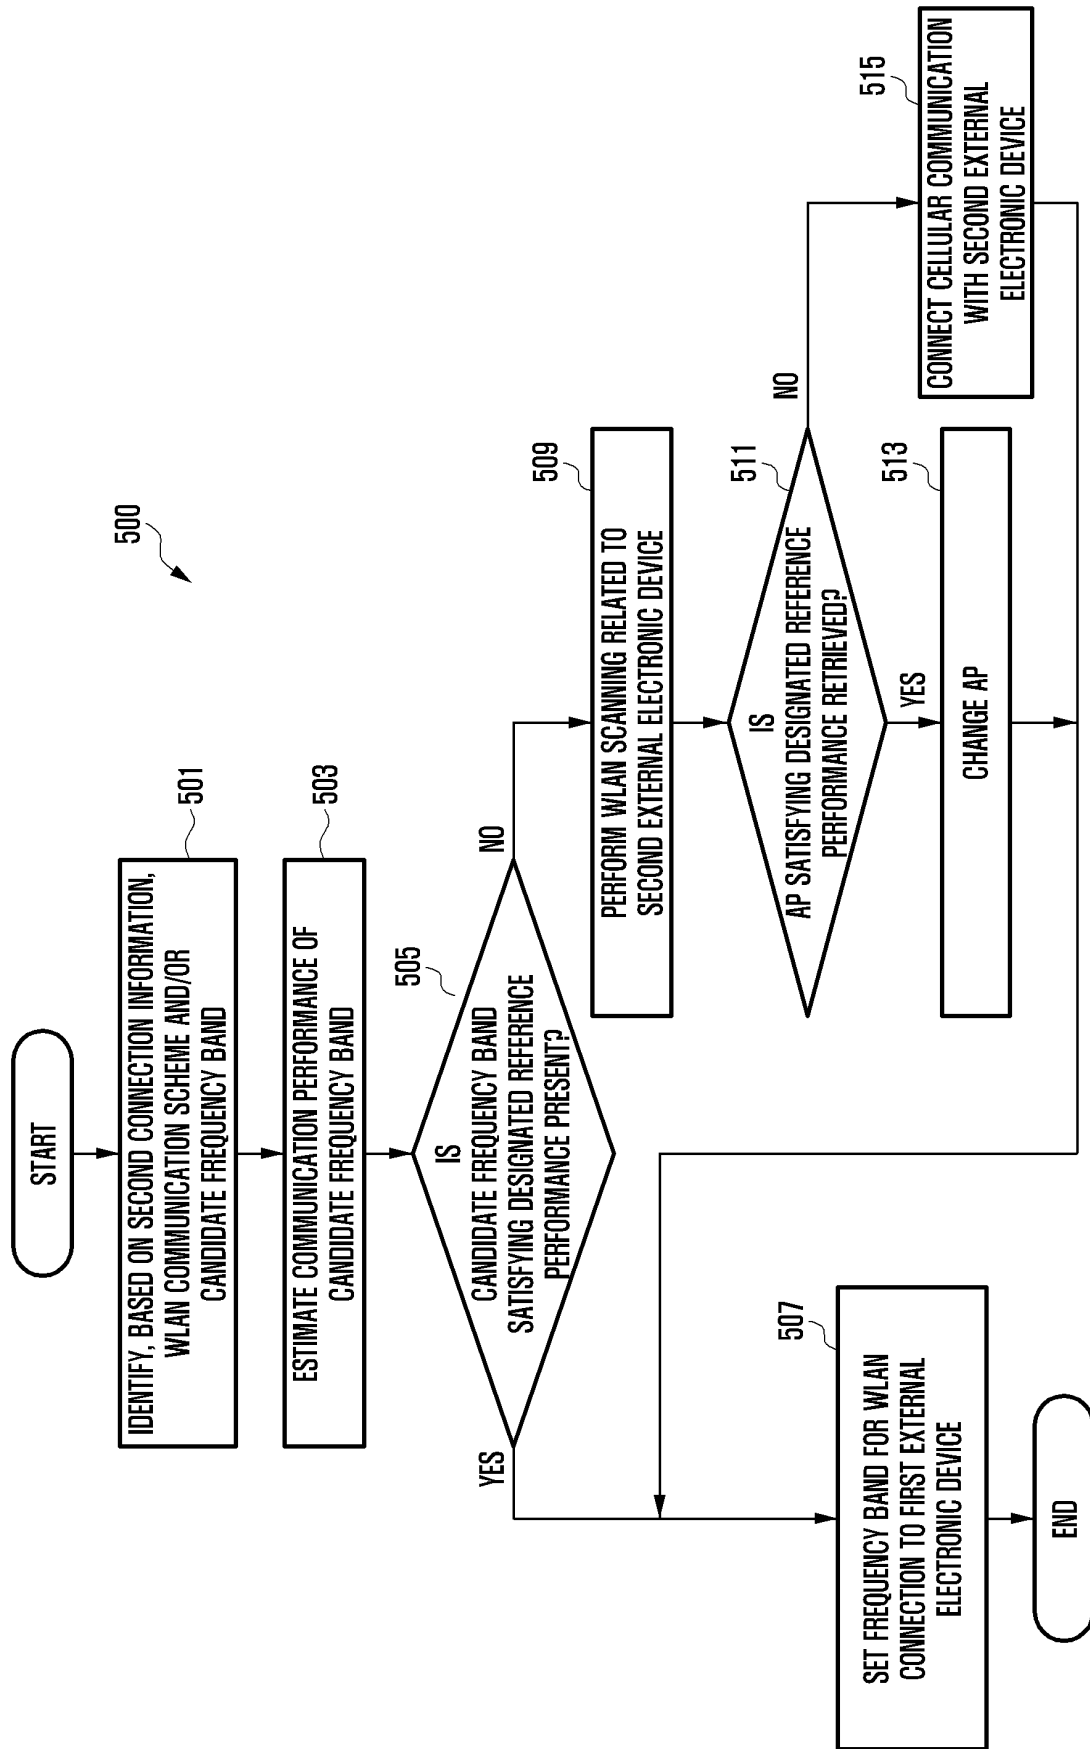 500
START
IDENTIFY, BASED ON SECOND CONNECTION INFORMATION,
WLAN COMMUNICATION SCHEME AND/OR
CANDIDATE FREQUENCY BAND
501
ESTIMATE COMMUNICATION PERFORMANCE OF
CANDIDATE FREQUENCY BAND
503
IS
CANDIDATE FREQUENCY BAND
SATISFYING DESIGNATED REFERENCE
PERFORMANCE PRESENT?
505
YES
NO
PERFORM WLAN SCANNING RELATED TO
SECOND EXTERNAL ELECTRONIC DEVICE
509
IS
AP SATISFYING DESIGNATED REFERENCE
PERFORMANCE RETRIEVED?
511
NO
YES
CHANGE AP
513
CONNECT CELLULAR COMMUNICATION
WITH SECOND EXTERNAL
ELECTRONIC DEVICE
515
SET FREQUENCY BAND FOR WLAN
CONNECTION TO FIRST EXTERNAL
ELECTRONIC DEVICE
507
END